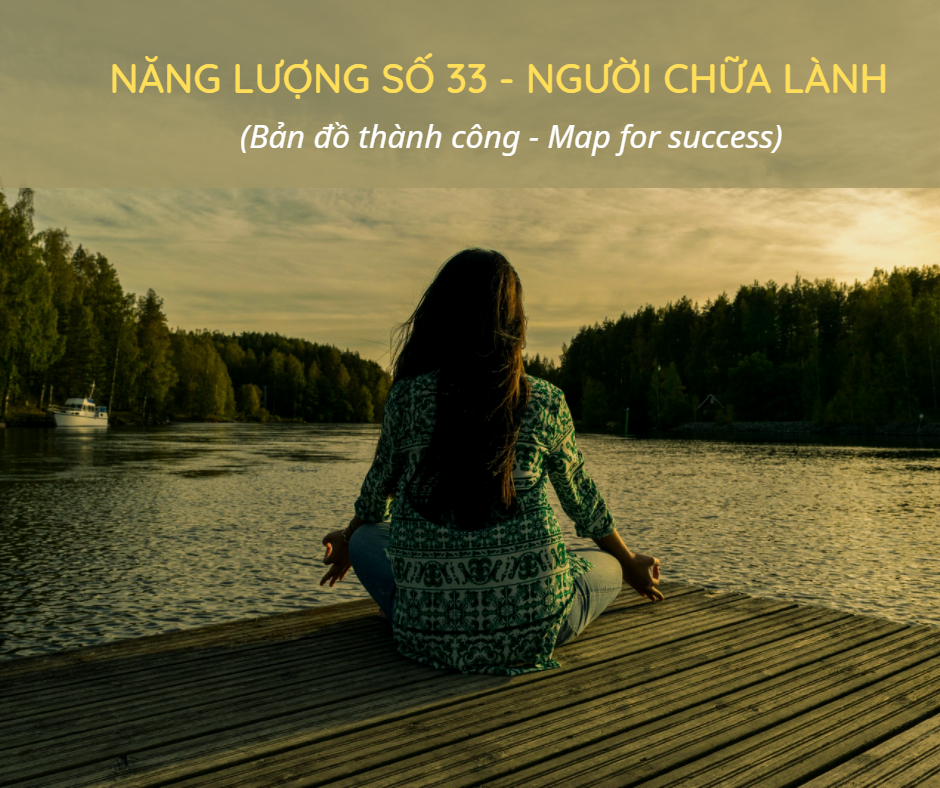 NĂNG LƯỢNG SỐ 33 - NGƯỜI CHỮA LÀNH
(Bản đồ thành công - Map for success)